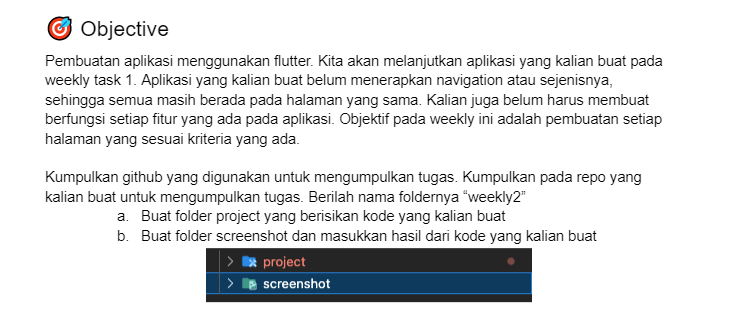 Objective
Pembuatan aplikasi menggunakan flutter. Kita akan melanjutkan aplikasi yang kalian buat pada
weekly task 1. Aplikasi yang kalian buat belum menerapkan navigation atau sejenisnya,
sehingga semua masih berada pada halaman yang sama. Kalian juga belum harus membuat
berfungsi setiap fitur yang ada pada aplikasi. Objektif pada weekly ini adalah pembuatan setiap
halaman yang sesuai kriteria yang ada.
Kumpulkan github yang digunakan untuk mengumpulkan tugas. Kumpulkan pada repo yang
kalian buat untuk mengumpulkan tugas. Berilah nama foldernya “weekly2”
a. Buat folder project yang berisikan kode yang kalian buat
b. Buat folder screenshot dan masukkan hasil dari kode yang kalian buat
project
screenshot